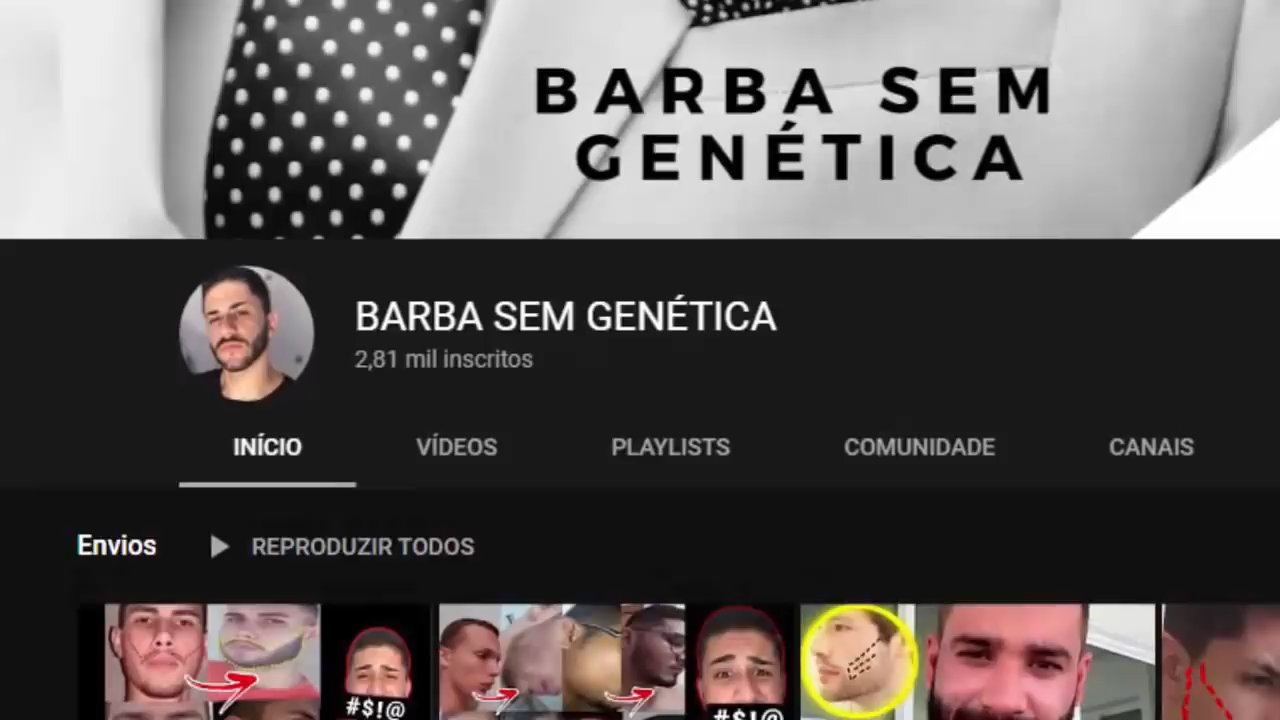 BARBA SEM
GENÉTICA
BARBA SEM GENÉTICA
2,81 mil inscritos
INÍCIO VÍDEOS PLAYLISTS COMUNIDADE CANAIS
Envios REPRODUZIR TODOS
#$!@ #$!@